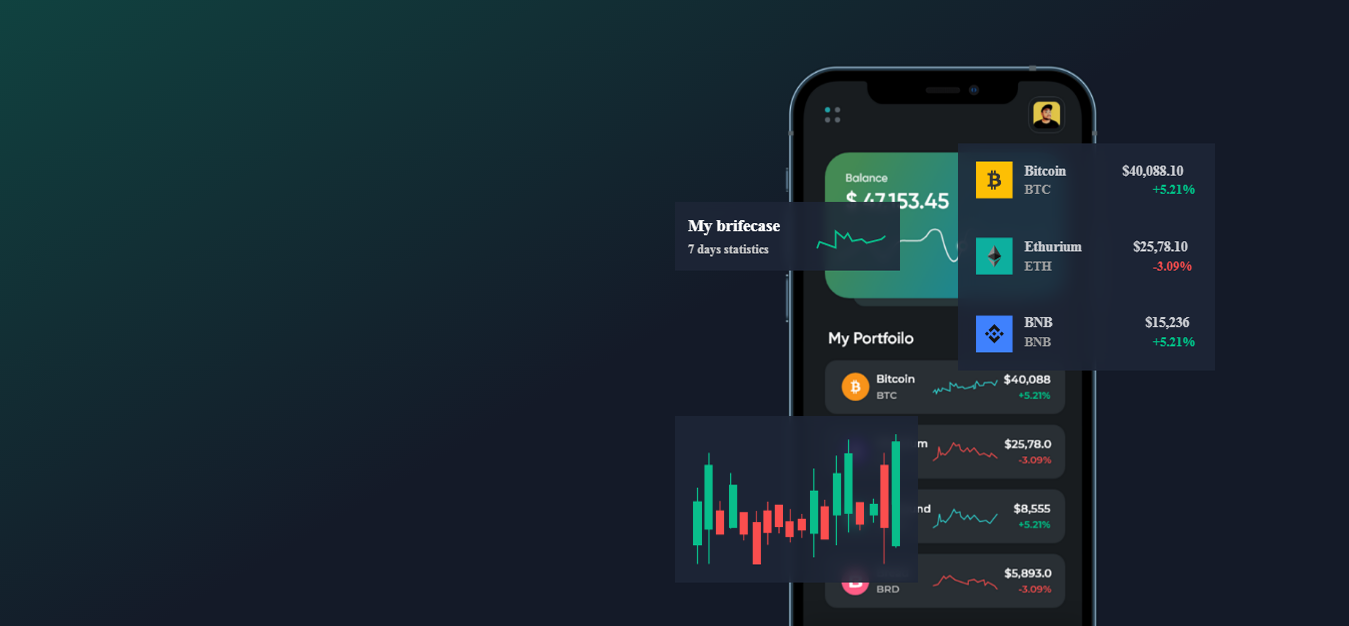 Balance
$ 47,153.45
My brifecase
7 days statistics
Bitcoin $40,088.10
BTC +5.21%
Ethurium $25,78.10
ETH -3.09%
BNB $15,236
BNB +5.21%
My Portfoilo
Bitcoin $40,088
BTC +5.21%
m $25,78.0
-3.09%
nd $8,555
+5.21%
$5,893.0
BRD -3.09%